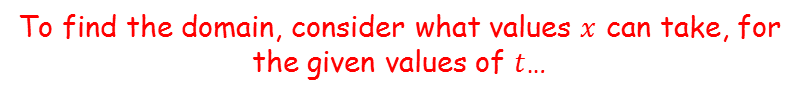 To find the domain, consider what values x can take, for
the given values of t…